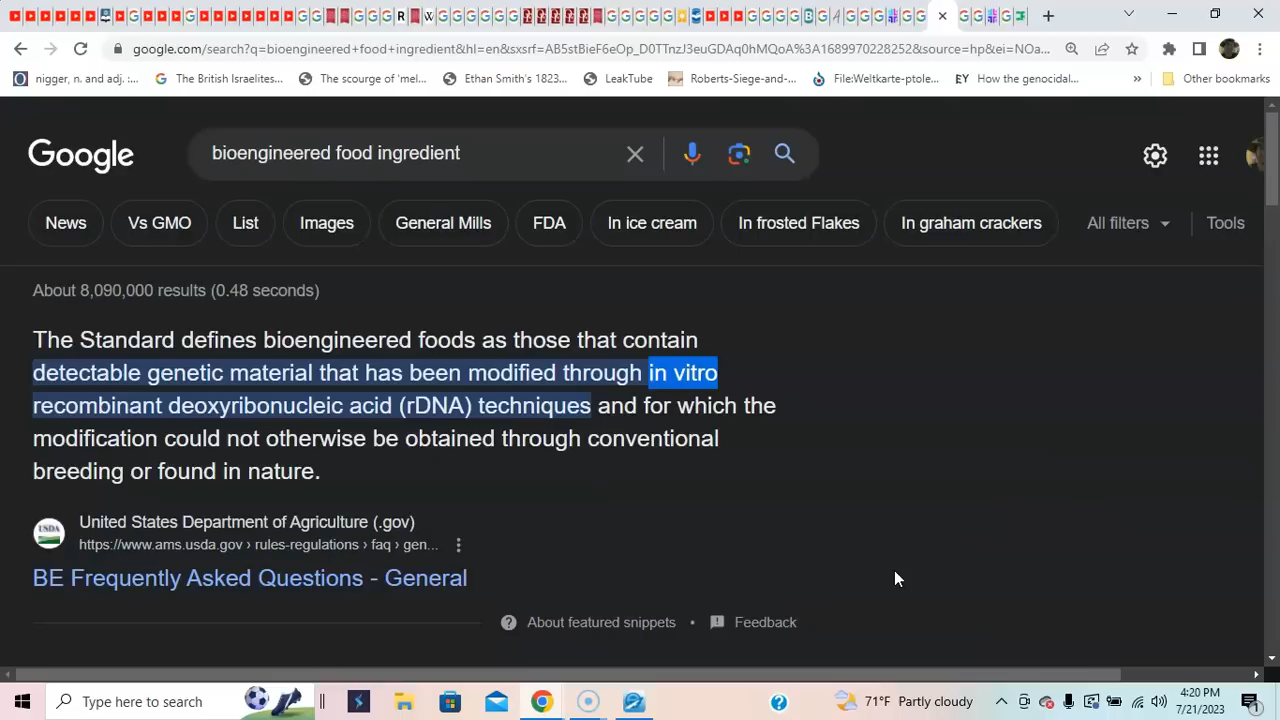 google.com/search?q=bioengineered+food+ingredient&hl=en&sxsrf=AB5stBieF6eOp_D0TTnzJ3euGDAq0hMQoA%3A1689970228252&source=hp&ei=NOa...
nigger, n. and adj. :... The British Israelites... The scourge of 'mel... Ethan Smith's 1823... LeakTube Roberts-Siege-and-... File:Weltkarte-ptole... EY How the genocidal... » Other bookmarks
Google bioengineered food ingredient
News Vs GMO List Images General Mills FDA In ice cream In frosted Flakes In graham crackers All filters Tools
About 8,090,000 results (0.48 seconds)
The Standard defines bioengineered foods as those that contain
detectable genetic material that has been modified through in vitro
recombinant deoxyribonucleic acid (rDNA) techniques and for which the
modification could not otherwise be obtained through conventional
breeding or found in nature.
USDA United States Department of Agriculture (.gov)
https://www.ams.usda.gov › rules-regulations › faq › gen...
BE Frequently Asked Questions - General
About featured snippets • Feedback
Type here to search 71°F Partly cloudy 4:20 PM
7/21/2023